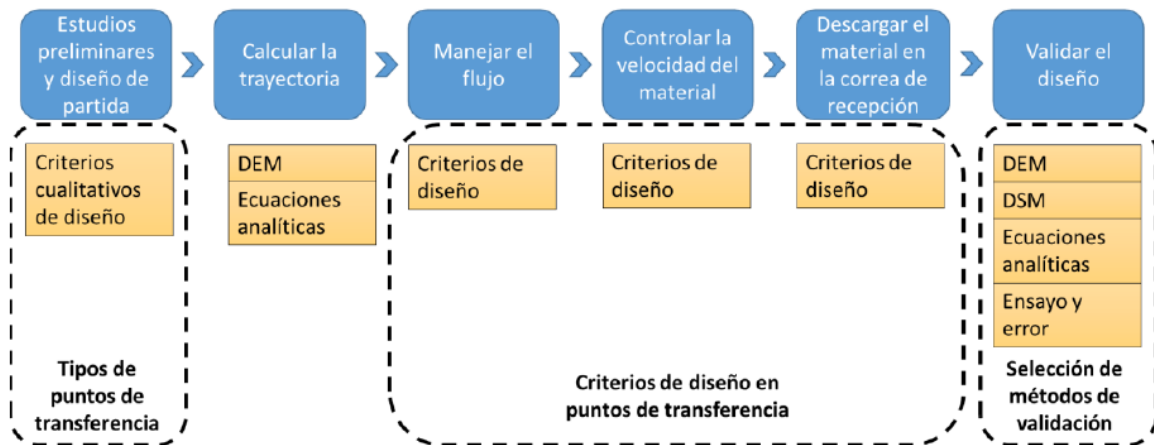 Estudios
preliminares
y diseño de
partida
Calcular la
trayectoria
Manejar el
flujo
Controlar la
velocidad del
material
Descargar el
material en
la correa de
recepción
Validar el
diseño
Criterios
cualitativos
de diseño
DEM
Ecuaciones
analíticas
Criterios de
diseño
Criterios de
diseño
Criterios de
diseño
DEM
DSM
Ecuaciones
analíticas
Ensayo y
error
Tipos de
puntos de
transferencia
Criterios de diseño en
puntos de transferencia
Selección de
métodos de
validación